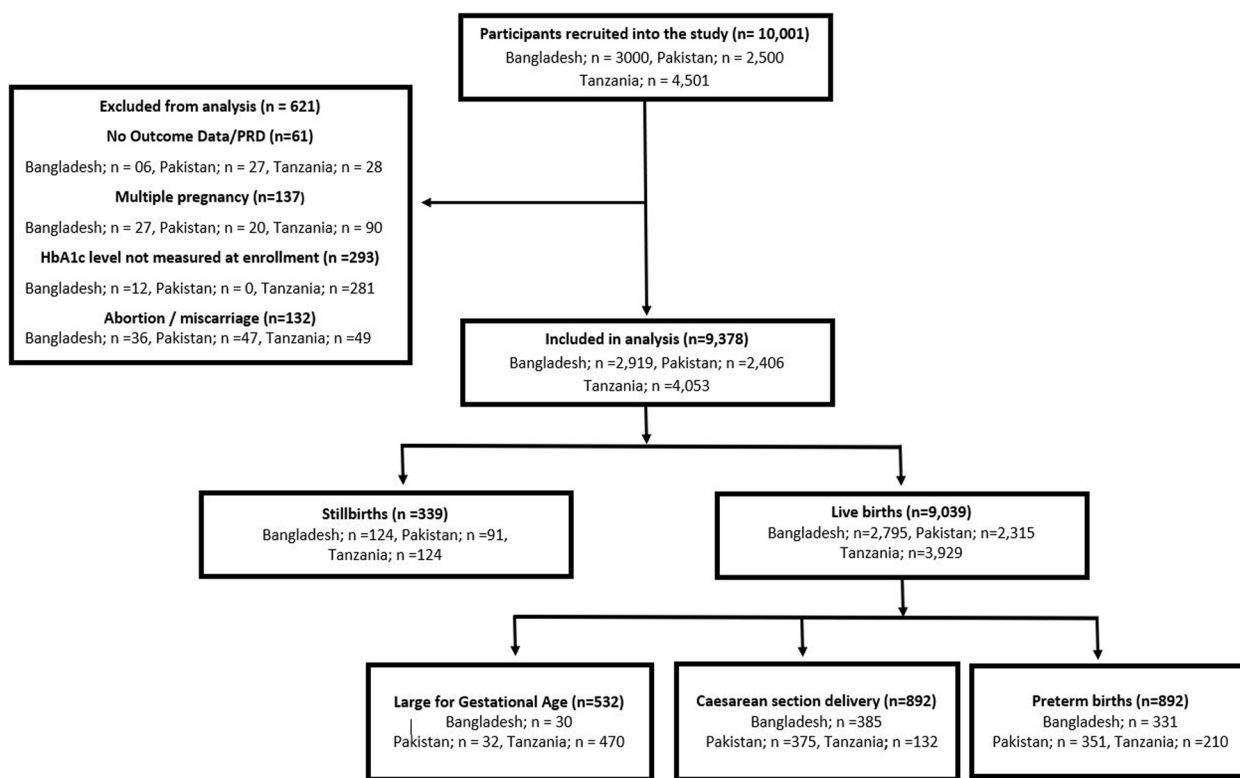 Participants recruited into the study (n= 10,001)
Bangladesh; n = 3000, Pakistan; n = 2,500
Tanzania; n = 4,501
Excluded from analysis (n = 621)
No Outcome Data/PRD (n=61)
Bangladesh; n = 06, Pakistan; n = 27, Tanzania; n = 28
Multiple pregnancy (n=137)
Bangladesh; n = 27, Pakistan; n = 20, Tanzania; n = 90
HbA1c level not measured at enrollment (n =293)
Bangladesh; n =12, Pakistan; n = 0, Tanzania; n =281
Abortion / miscarriage (n=132)
Bangladesh; n =36, Pakistan; n =47, Tanzania; n =49
Included in analysis (n=9,378)
Bangladesh; n =2,919, Pakistan; n =2,406
Tanzania; n =4,053
Stillbirths (n =339)
Bangladesh; n =124, Pakistan; n =91,
Tanzania; n =124
Live births (n=9,039)
Bangladesh; n=2,795, Pakistan; n=2,315
Tanzania; n=3,929
Large for Gestational Age (n=532)
Bangladesh; n = 30
Pakistan; n = 32, Tanzania; n = 470
Caesarean section delivery (n=892)
Bangladesh; n =385
Pakistan; n =375, Tanzania; n =132
Preterm births (n=892)
Bangladesh; n = 331
Pakistan; n = 351, Tanzania; n =210